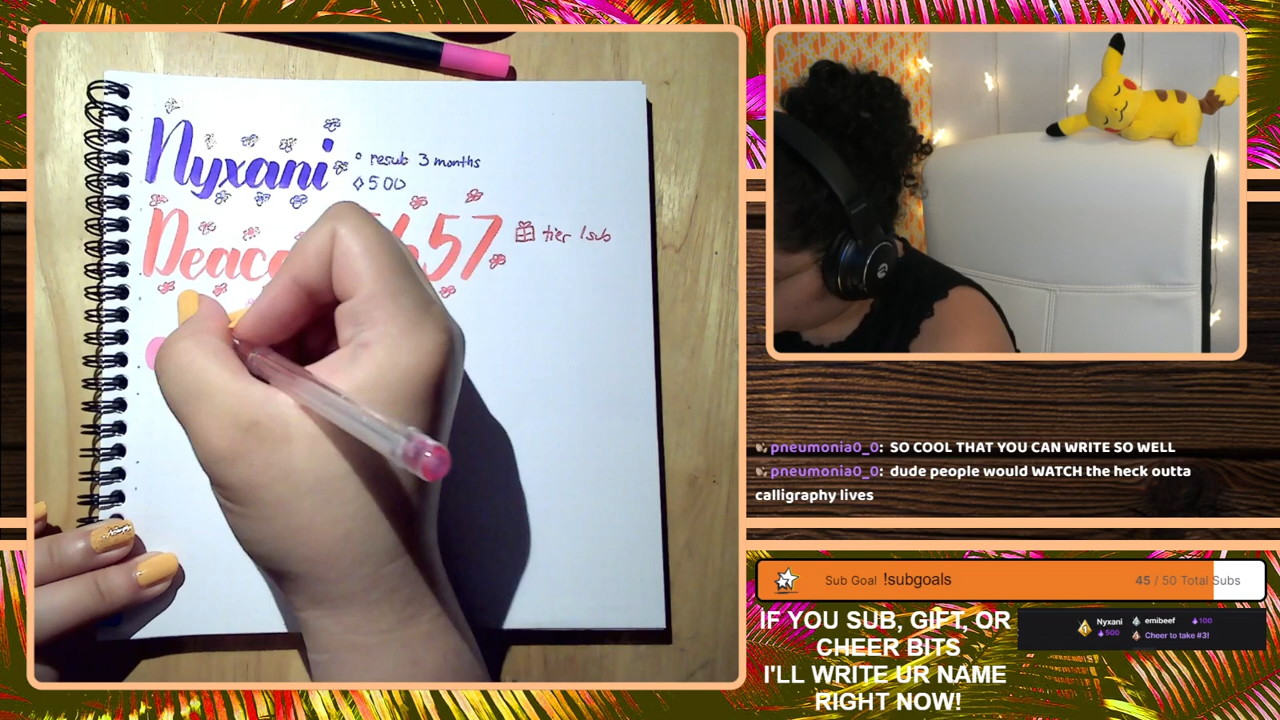 Nyxani
resub 3 months
500
57
tier 1 sub
pneumonia0_0: SO COOL THAT YOU CAN WRITE SO WELL
pneumonia0_0: dude people would WATCH the heck outta
calligraphy lives
Sub Goal !subgoals 45 / 50 Total Subs
IF YOU SUB, GIFT, OR
CHEER BITS
I'LL WRITE UR NAME
RIGHT NOW!
1 Nyxani 500
emibeef 100
Cheer to take #3!